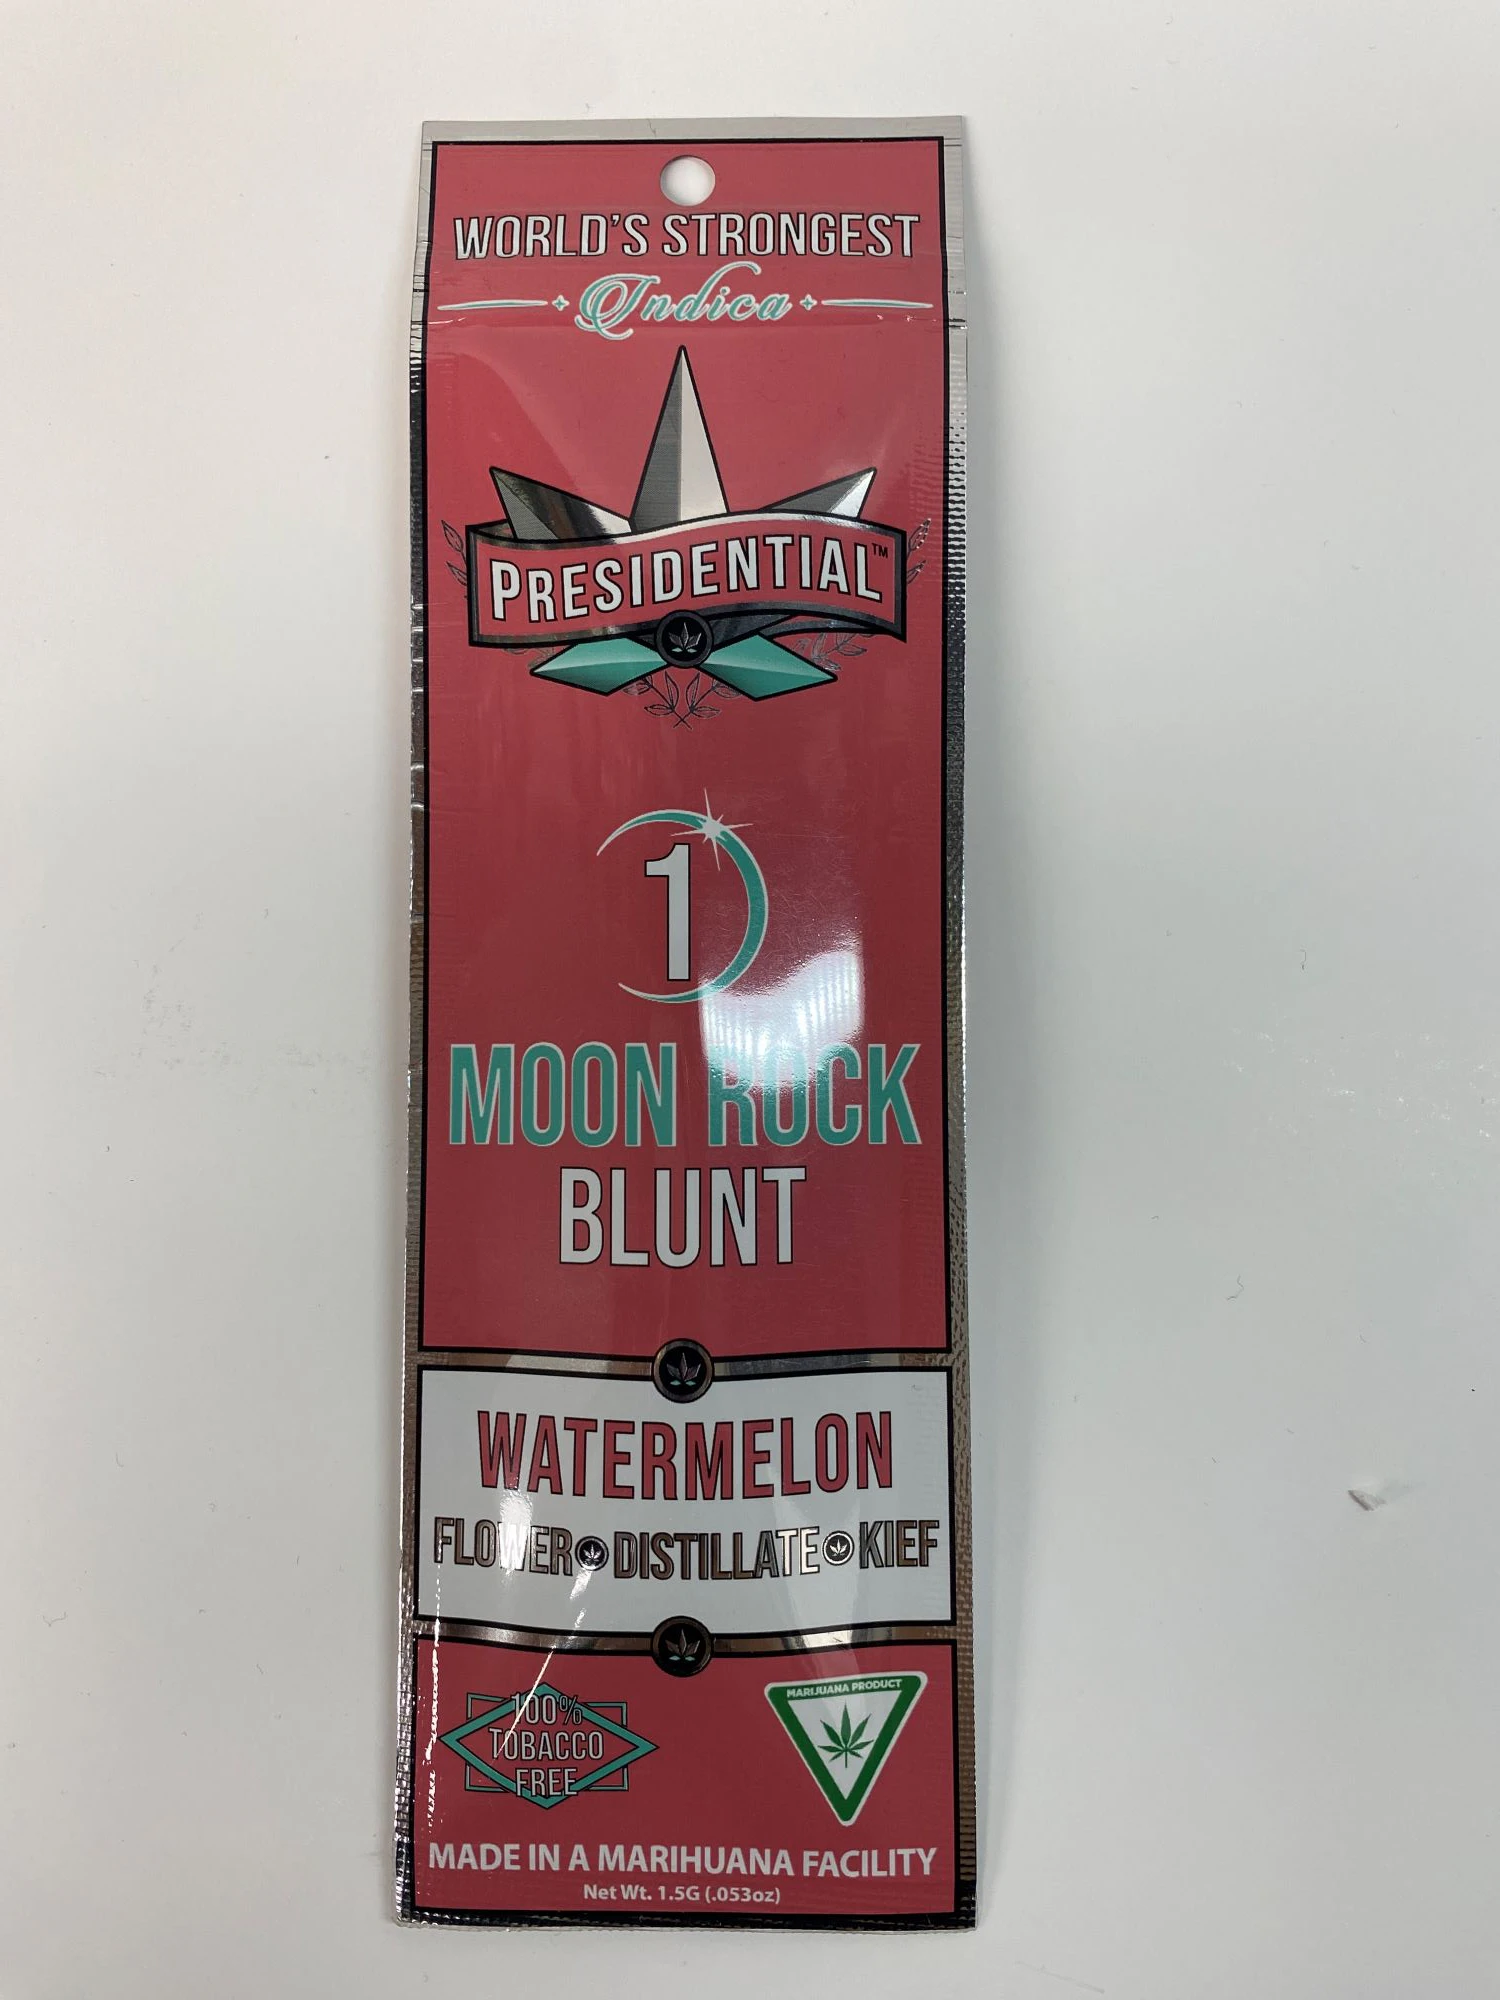 WORLD'S STRONGEST
Indica
PRESIDENTIAL™
1
MOON ROCK
BLUNT
WATERMELON
FLOWER DISTILLATE KIEF
100%
TOBACCO
FREE
MARIJUANA PRODUCT
MADE IN A MARIHUANA FACILITY
Net Wt. 1.5G (.053oz)